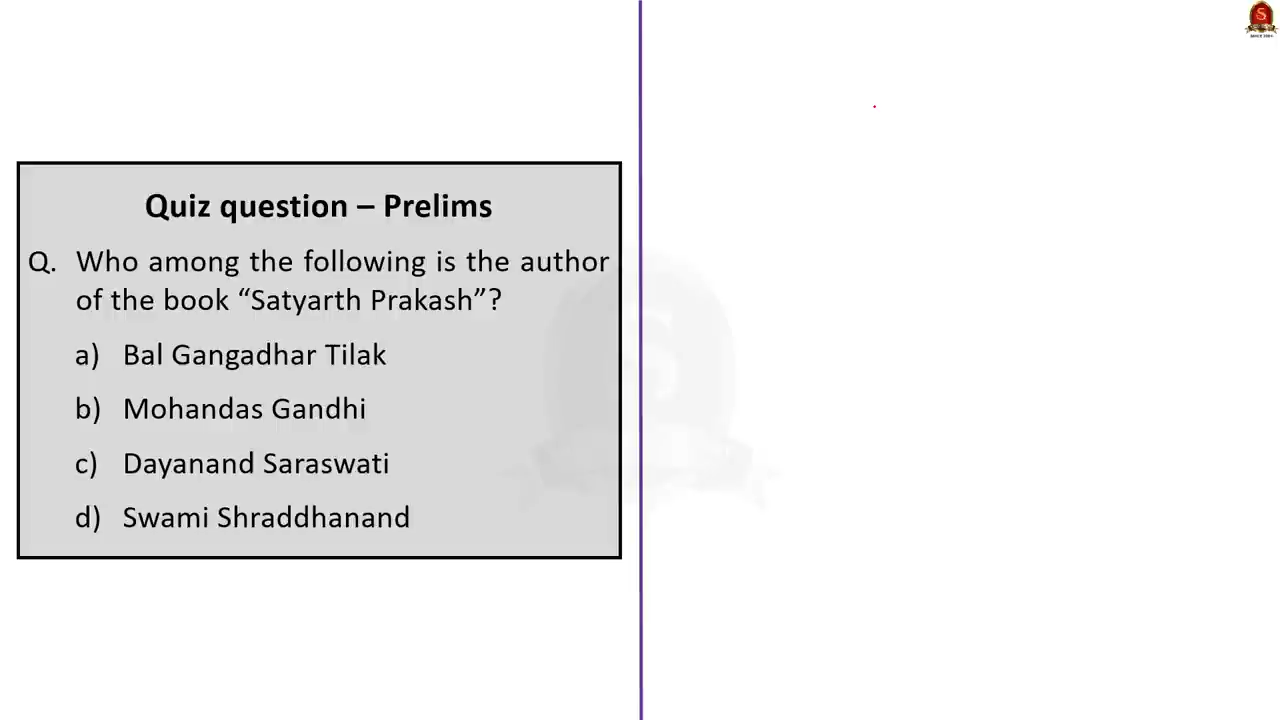 Quiz question – Prelims
Q. Who among the following is the author
of the book “Satyarth Prakash”?
a) Bal Gangadhar Tilak
b) Mohandas Gandhi
c) Dayanand Saraswati
d) Swami Shraddhanand
S